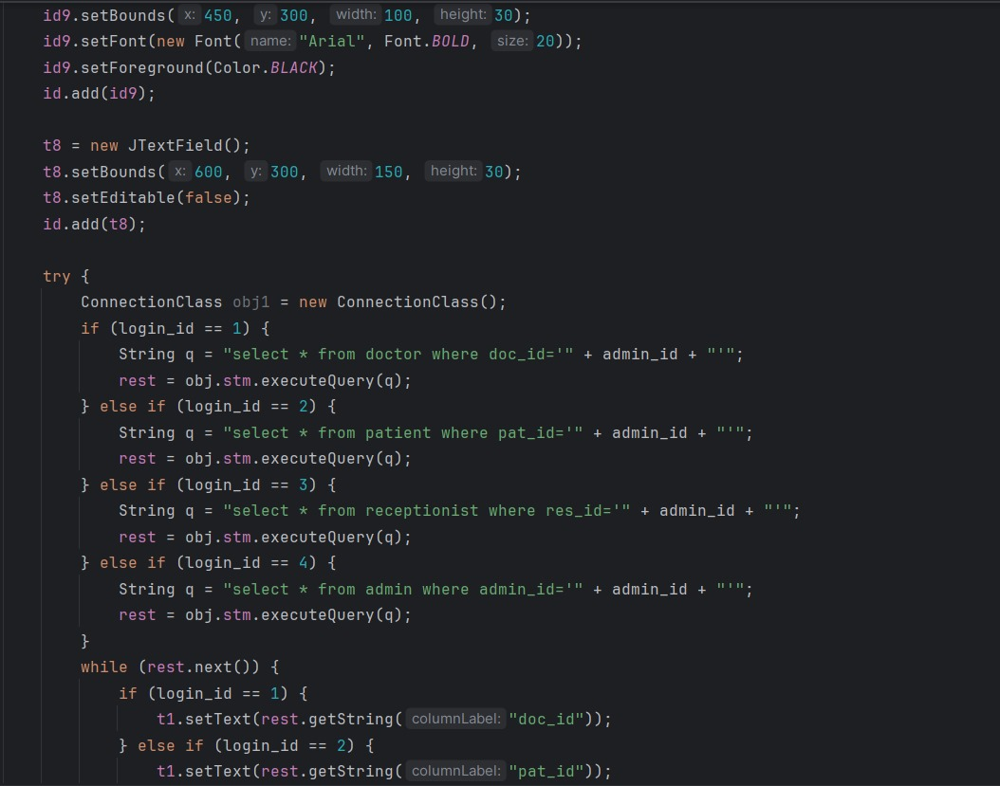 id9.setBounds( x: 450, y: 300, width: 100, height: 30);
id9.setFont(new Font( name: "Arial", Font.BOLD, size: 20));
id9.setForeground(Color.BLACK);
id.add(id9);
t8 = new JTextField();
t8.setBounds( x: 600, y: 300, width: 150, height: 30);
t8.setEditable(false);
id.add(t8);
try {
ConnectionClass obj1 = new ConnectionClass();
if (login_id == 1) {
String q = "select * from doctor where doc_id='" + admin_id + "'";
rest = obj.stm.executeQuery(q);
} else if (login_id == 2) {
String q = "select * from patient where pat_id='" + admin_id + "'";
rest = obj.stm.executeQuery(q);
} else if (login_id == 3) {
String q = "select * from receptionist where res_id='" + admin_id + "'";
rest = obj.stm.executeQuery(q);
} else if (login_id == 4) {
String q = "select * from admin where admin_id='" + admin_id + "'";
rest = obj.stm.executeQuery(q);
}
while (rest.next()) {
if (login_id == 1) {
t1.setText(rest.getString( columnLabel: "doc_id"));
} else if (login_id == 2) {
t1.setText(rest.getString( columnLabel: "pat_id"));